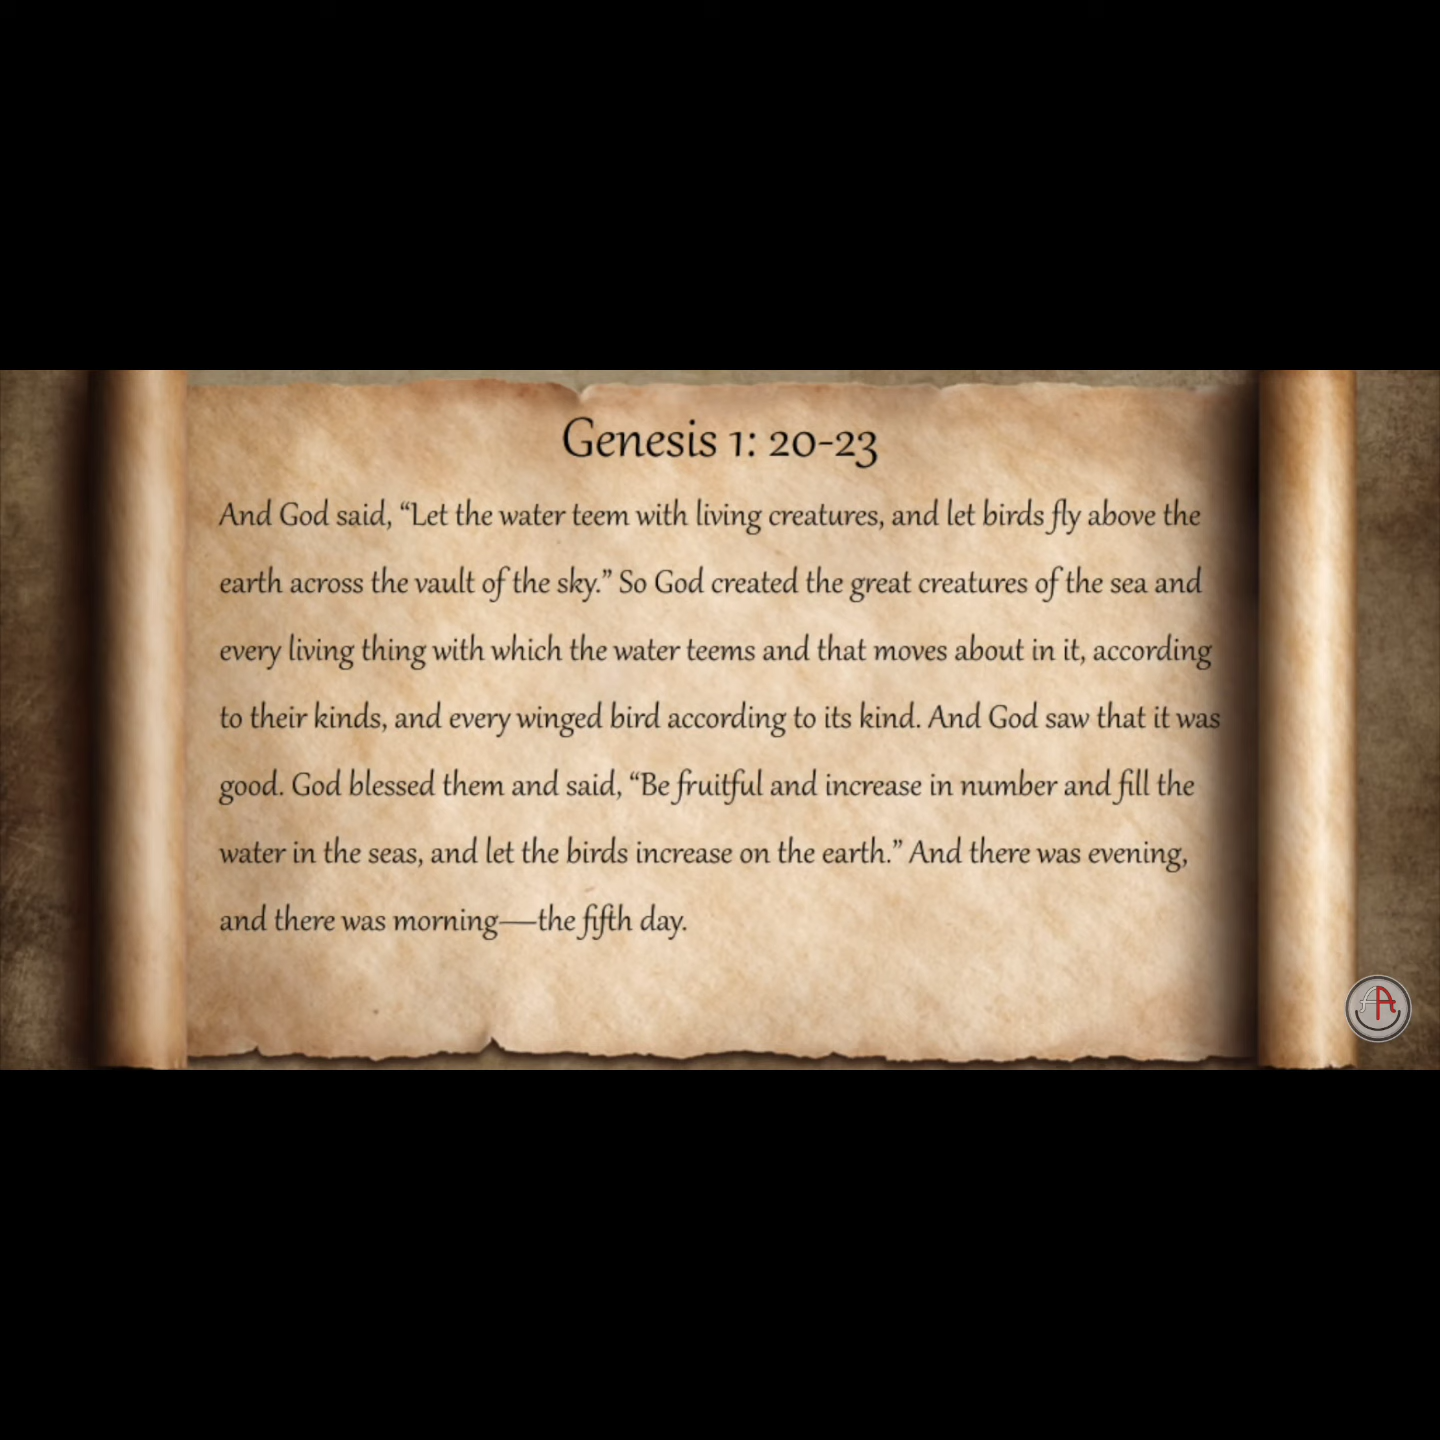 Genesis 1: 20-23
And God said, “Let the water teem with living creatures, and let birds fly above the
earth across the vault of the sky.” So God created the great creatures of the sea and
every living thing with which the water teems and that moves about in it, according
to their kinds, and every winged bird according to its kind. And God saw that it was
good. God blessed them and said, “Be fruitful and increase in number and fill the
water in the seas, and let the birds increase on the earth.” And there was evening,
and there was morning—the fifth day.